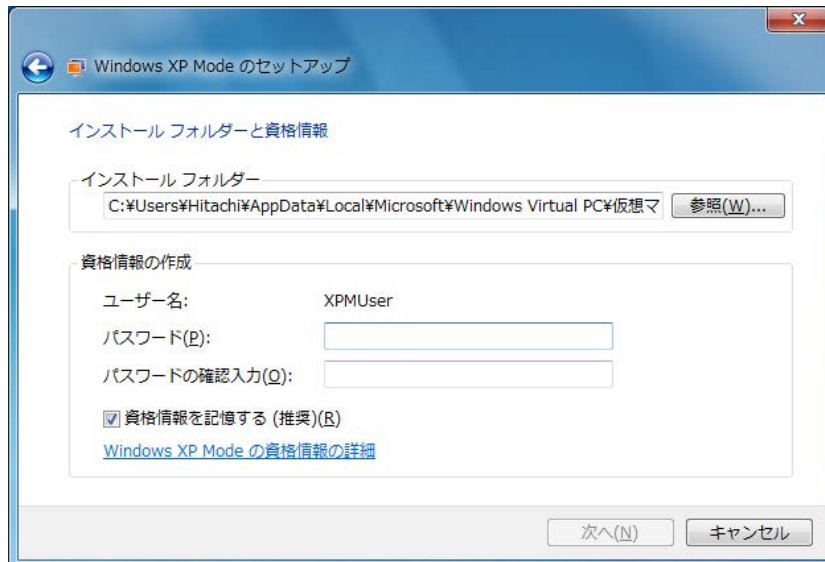 Windows XP Mode のセットアップ
インストール フォルダーと資格情報
インストール フォルダー
C:¥Users¥Hitachi¥AppData¥Local¥Microsoft¥Windows Virtual PC¥仮想マ 参照(W)...
資格情報の作成
ユーザー名: XPMUser
パスワード(P):
パスワードの確認入力(O):
資格情報を記憶する (推奨)(R)
Windows XP Mode の資格情報の詳細
次へ(N) キャンセル